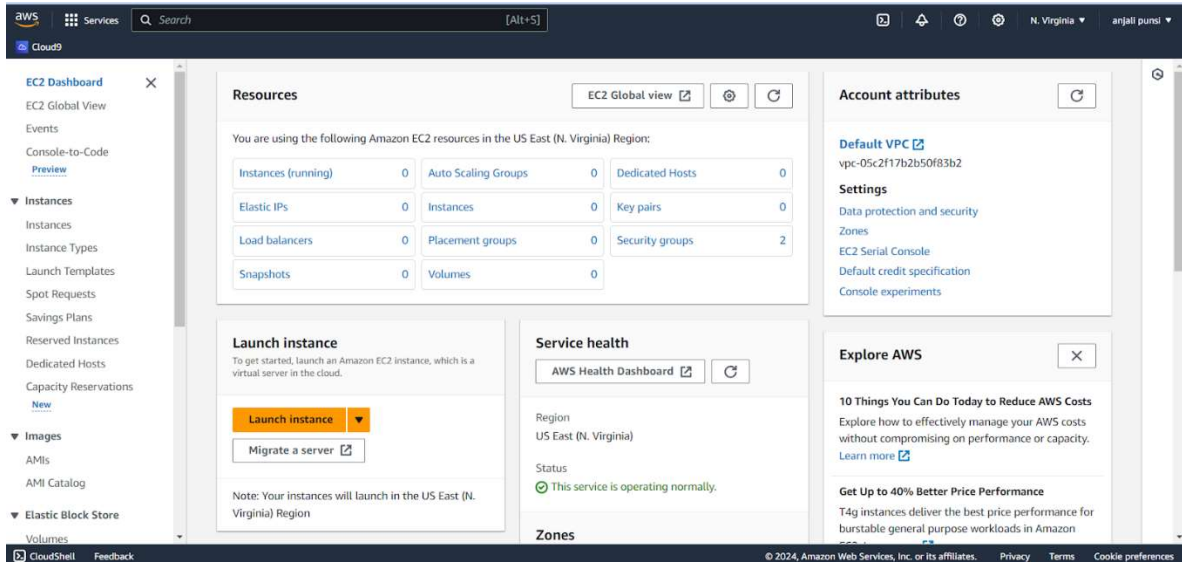 aws
Services
Search
[Alt+S]
N. Virginia
anjali punsi
Cloud9
EC2 Dashboard
EC2 Global View
Events
Console-to-Code
Preview
Instances
Instances
Instance Types
Launch Templates
Spot Requests
Savings Plans
Reserved Instances
Dedicated Hosts
Capacity Reservations
New
Images
AMIs
AMI Catalog
Elastic Block Store
Volumes
Resources
EC2 Global view
You are using the following Amazon EC2 resources in the US East (N. Virginia) Region:
Instances (running) 0 Auto Scaling Groups 0 Dedicated Hosts 0
Elastic IPs 0 Instances 0 Key pairs 0
Load balancers 0 Placement groups 0 Security groups 2
Snapshots 0 Volumes 0
Launch instance
To get started, launch an Amazon EC2 instance, which is a
virtual server in the cloud.
Launch instance
Migrate a server
Note: Your instances will launch in the US East (N.
Virginia) Region
Service health
AWS Health Dashboard
Region
US East (N. Virginia)
Status
This service is operating normally.
Zones
Account attributes
Default VPC
vpc-05c2f17b2b50f83b2
Settings
Data protection and security
Zones
EC2 Serial Console
Default credit specification
Console experiments
Explore AWS
10 Things You Can Do Today to Reduce AWS Costs
Explore how to effectively manage your AWS costs
without compromising on performance or capacity.
Learn more
Get Up to 40% Better Price Performance
T4g instances deliver the best price performance for
burstable general purpose workloads in Amazon
CloudShell
Feedback
© 2024, Amazon Web Services, Inc. or its affiliates.
Privacy
Terms
Cookie preferences